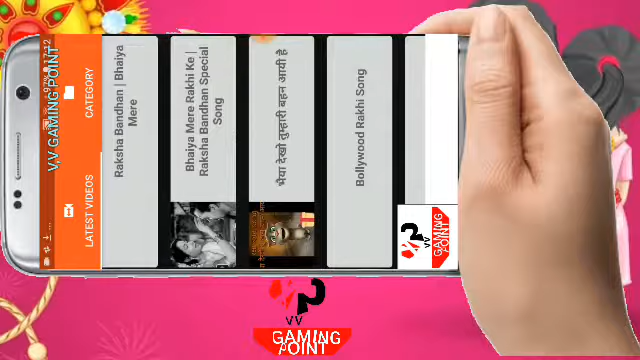 V,V GAMING POINT
LATEST VIDEOS
CATEGORY
Raksha Bandhan | Bhaiya
Mere
Bhaiya Mere Rakhi Ke |
Raksha Bandhan Special
Song
भैया देखो तुम्हारी बहन आयी है
Bollywood Rakhi Song
VV
GAMING
POINT
VV
GAMING
POINT